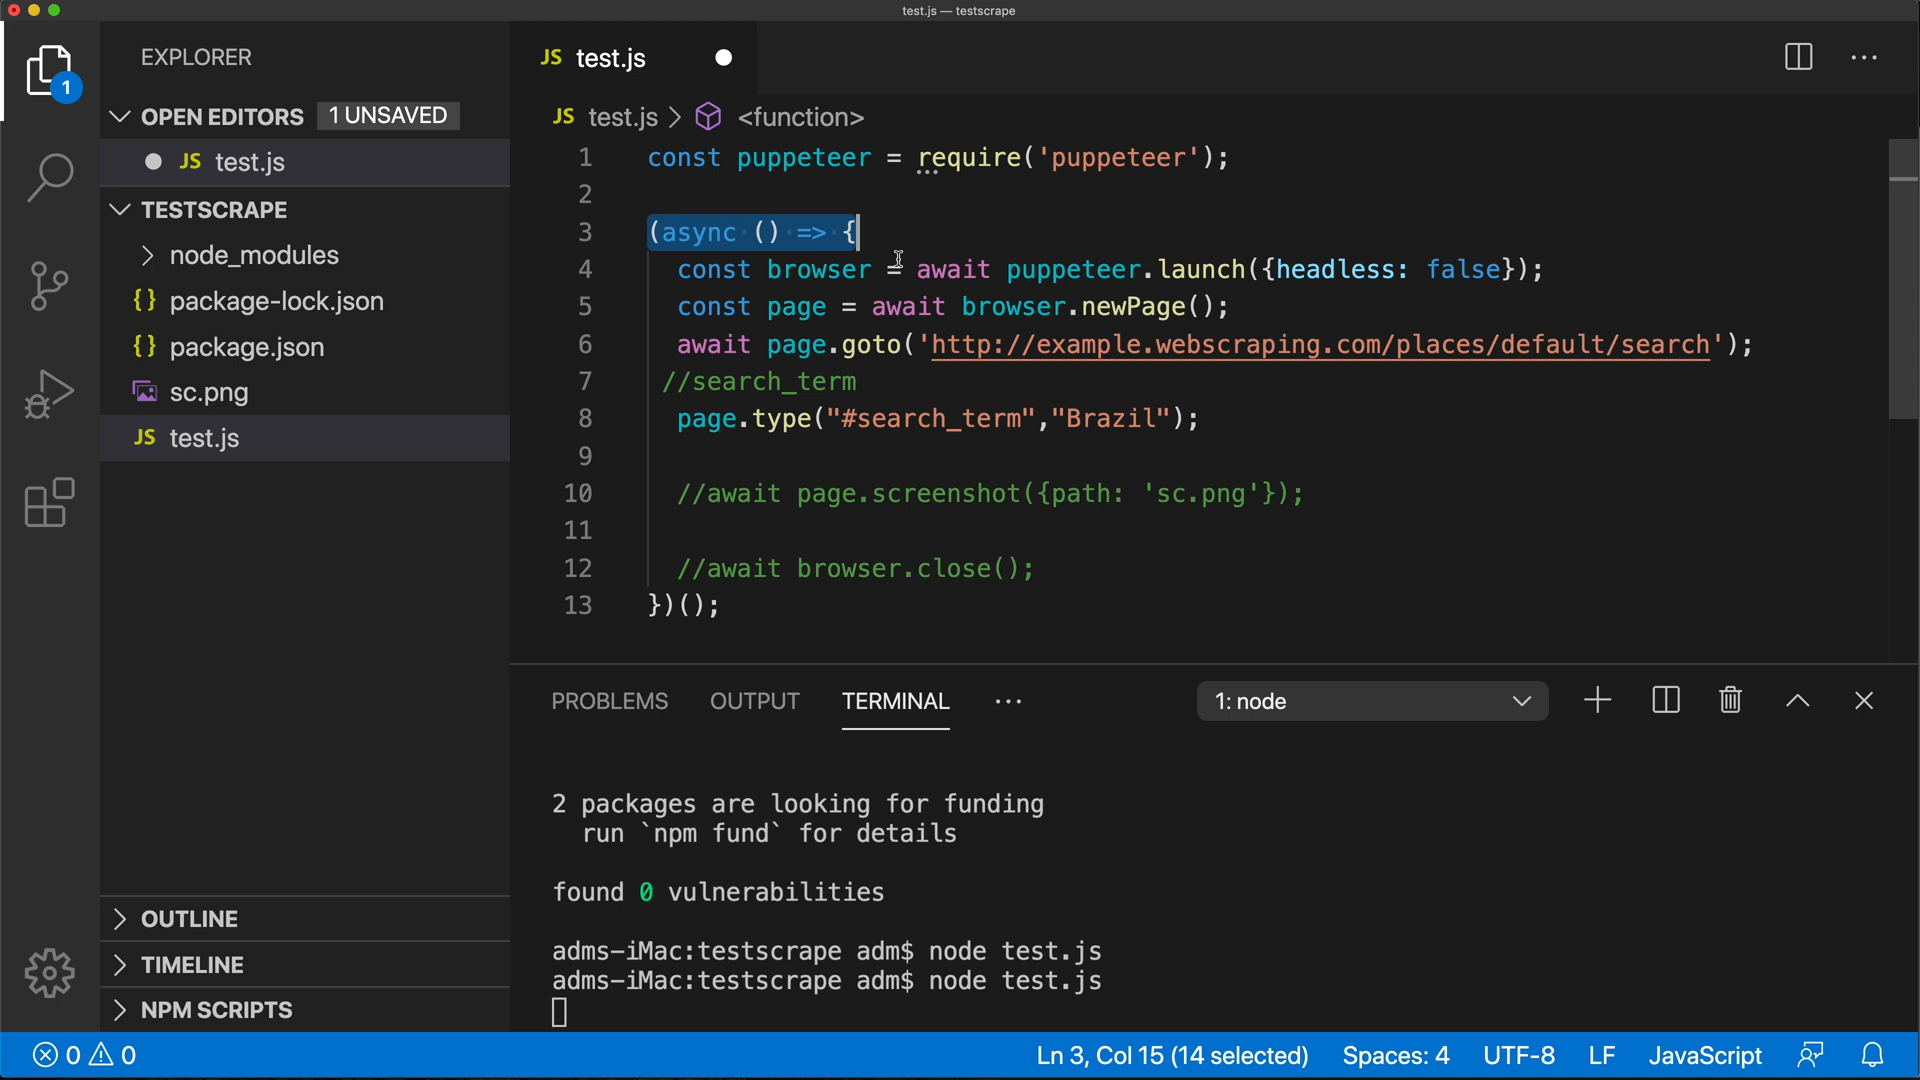 test.js — testscrape
EXPLORER
OPEN EDITORS 1 UNSAVED
JS test.js
TESTSCRAPE
node_modules
{} package-lock.json
{} package.json
sc.png
JS test.js
OUTLINE
TIMELINE
NPM SCRIPTS
1
JS test.js
JS test.js > <function>
1 const puppeteer = require('puppeteer');
2
3 (async () => {
4 const browser = await puppeteer.launch({headless: false});
5 const page = await browser.newPage();
6 await page.goto('http://example.webscraping.com/places/default/search');
7 //search_term
8 page.type("#search_term","Brazil");
9
10 //await page.screenshot({path: 'sc.png'});
11
12 //await browser.close();
13 })();
PROBLEMS OUTPUT TERMINAL ··· 1: node
2 packages are looking for funding
run `npm fund` for details
found 0 vulnerabilities
adms-iMac:testscrape adm$ node test.js
adms-iMac:testscrape adm$ node test.js
0 0 Ln 3, Col 15 (14 selected) Spaces: 4 UTF-8 LF JavaScript